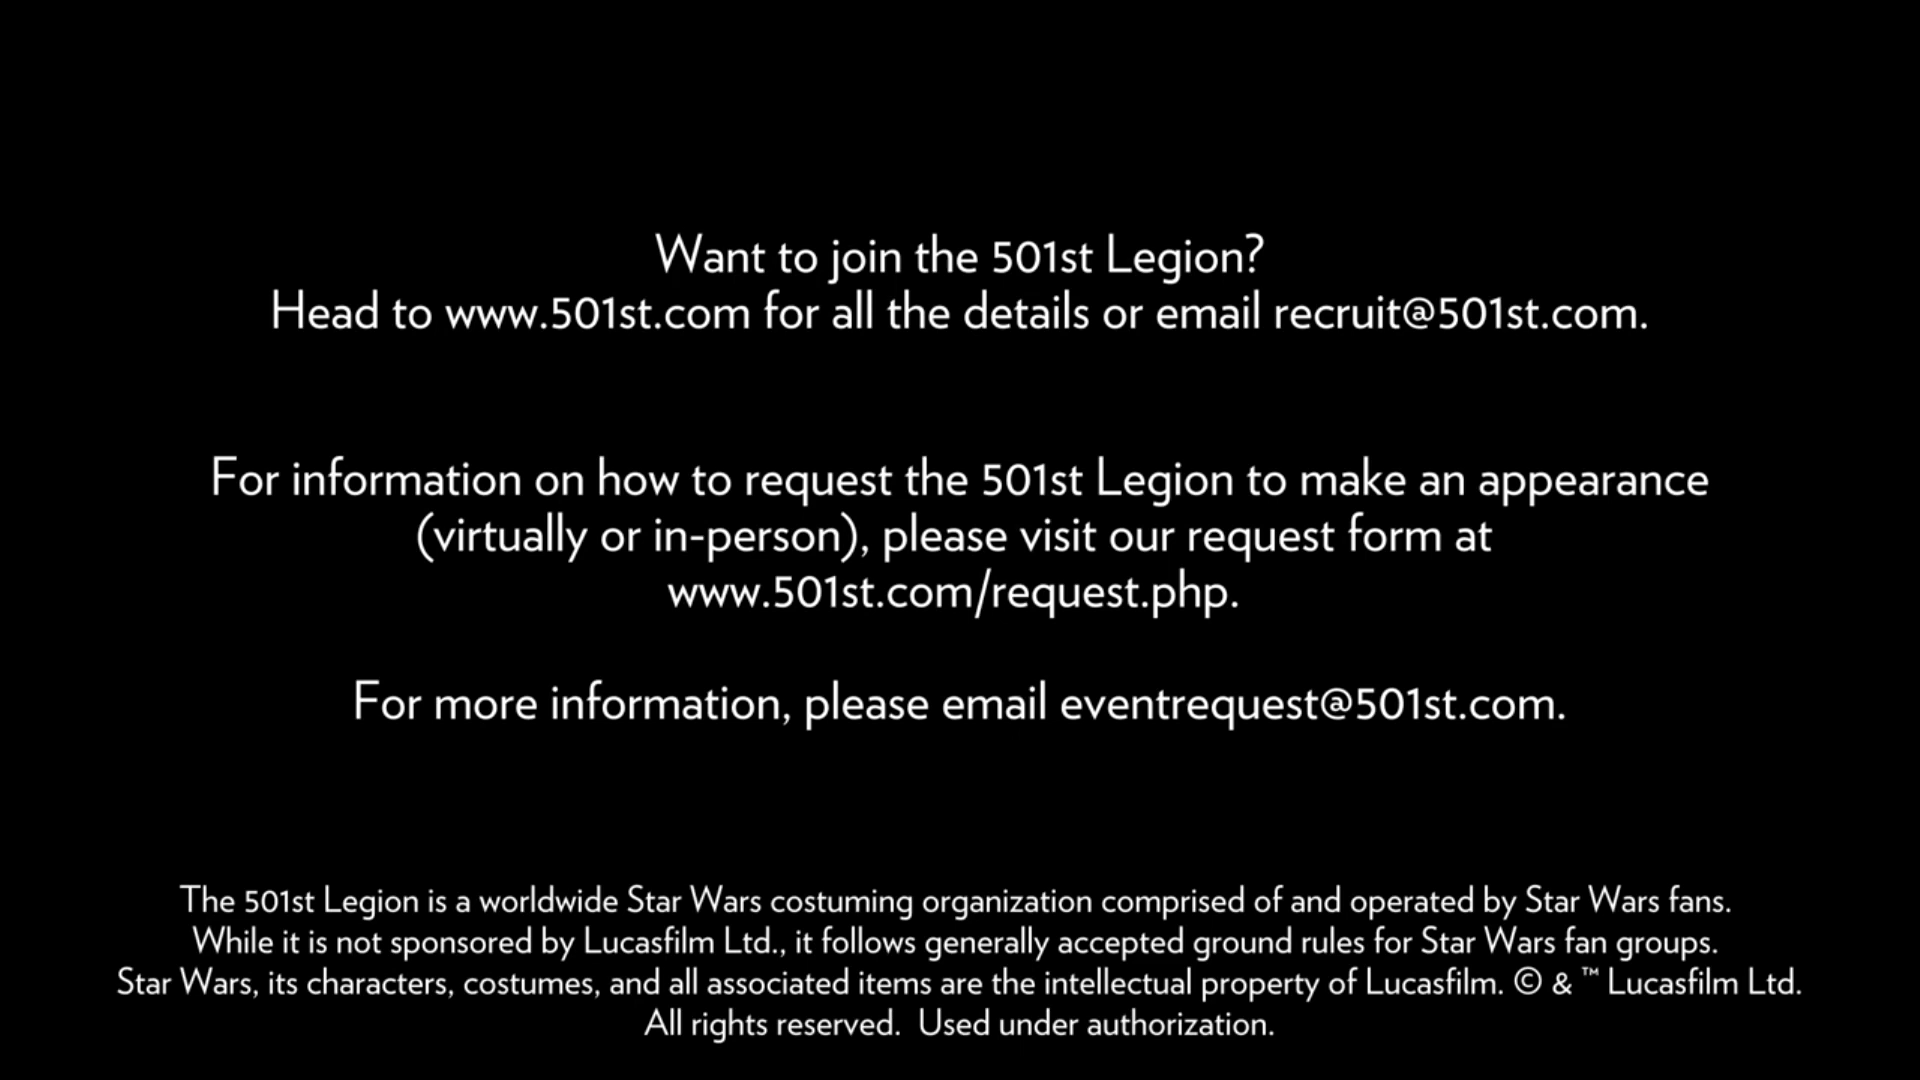 Want to join the 501st Legion?
Head to www.501st.com for all the details or email recruit@501st.com.
For information on how to request the 501st Legion to make an appearance
(virtually or in-person), please visit our request form at
www.501st.com/request.php.
For more information, please email eventrequest@501st.com.
The 501st Legion is a worldwide Star Wars costuming organization comprised of and operated by Star Wars fans.
While it is not sponsored by Lucasfilm Ltd., it follows generally accepted ground rules for Star Wars fan groups.
Star Wars, its characters, costumes, and all associated items are the intellectual property of Lucasfilm. © & ™ Lucasfilm Ltd.
All rights reserved.  Used under authorization.